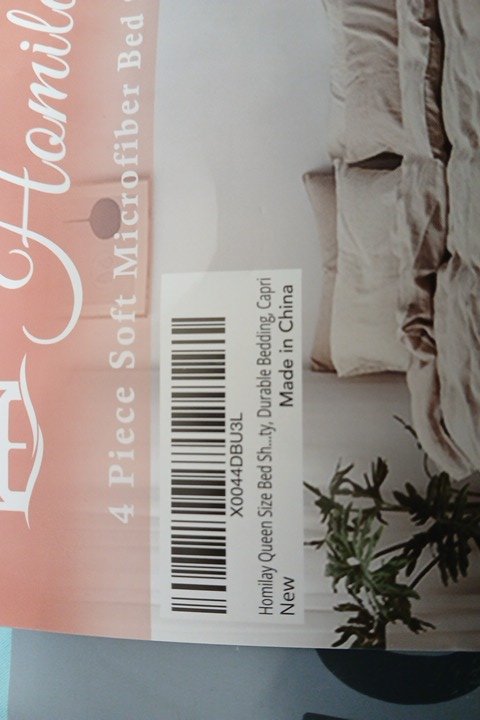 Homila
4 Piece Soft Microfiber Bed
X0044DBU3L
Homilay Queen Size Bed Sh...ty, Durable Bedding, Capri
New
Made in China